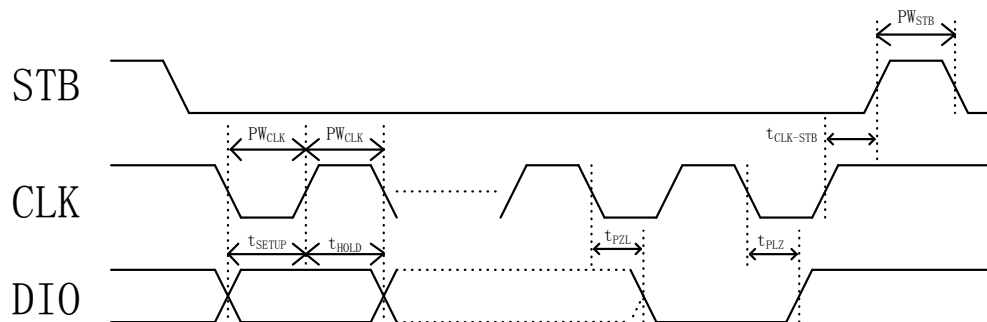 PW_STB
STB
PW_CLK PW_CLK
t_CLK-STB
CLK
t_SETUP t_HOLD t_PZL t_PLZ
DIO